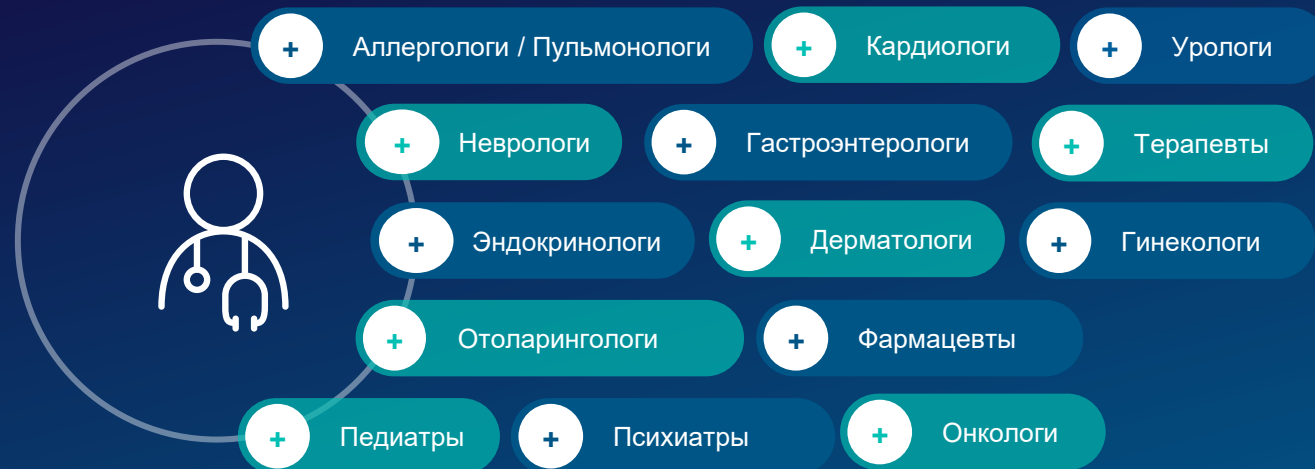 + Аллергологи / Пульмонологи + Кардиологи + Урологи
+ Неврологи + Гастроэнтерологи + Терапевты
+ Эндокринологи + Дерматологи + Гинекологи
+ Отоларингологи + Фармацевты
+ Педиатры + Психиатры + Онкологи